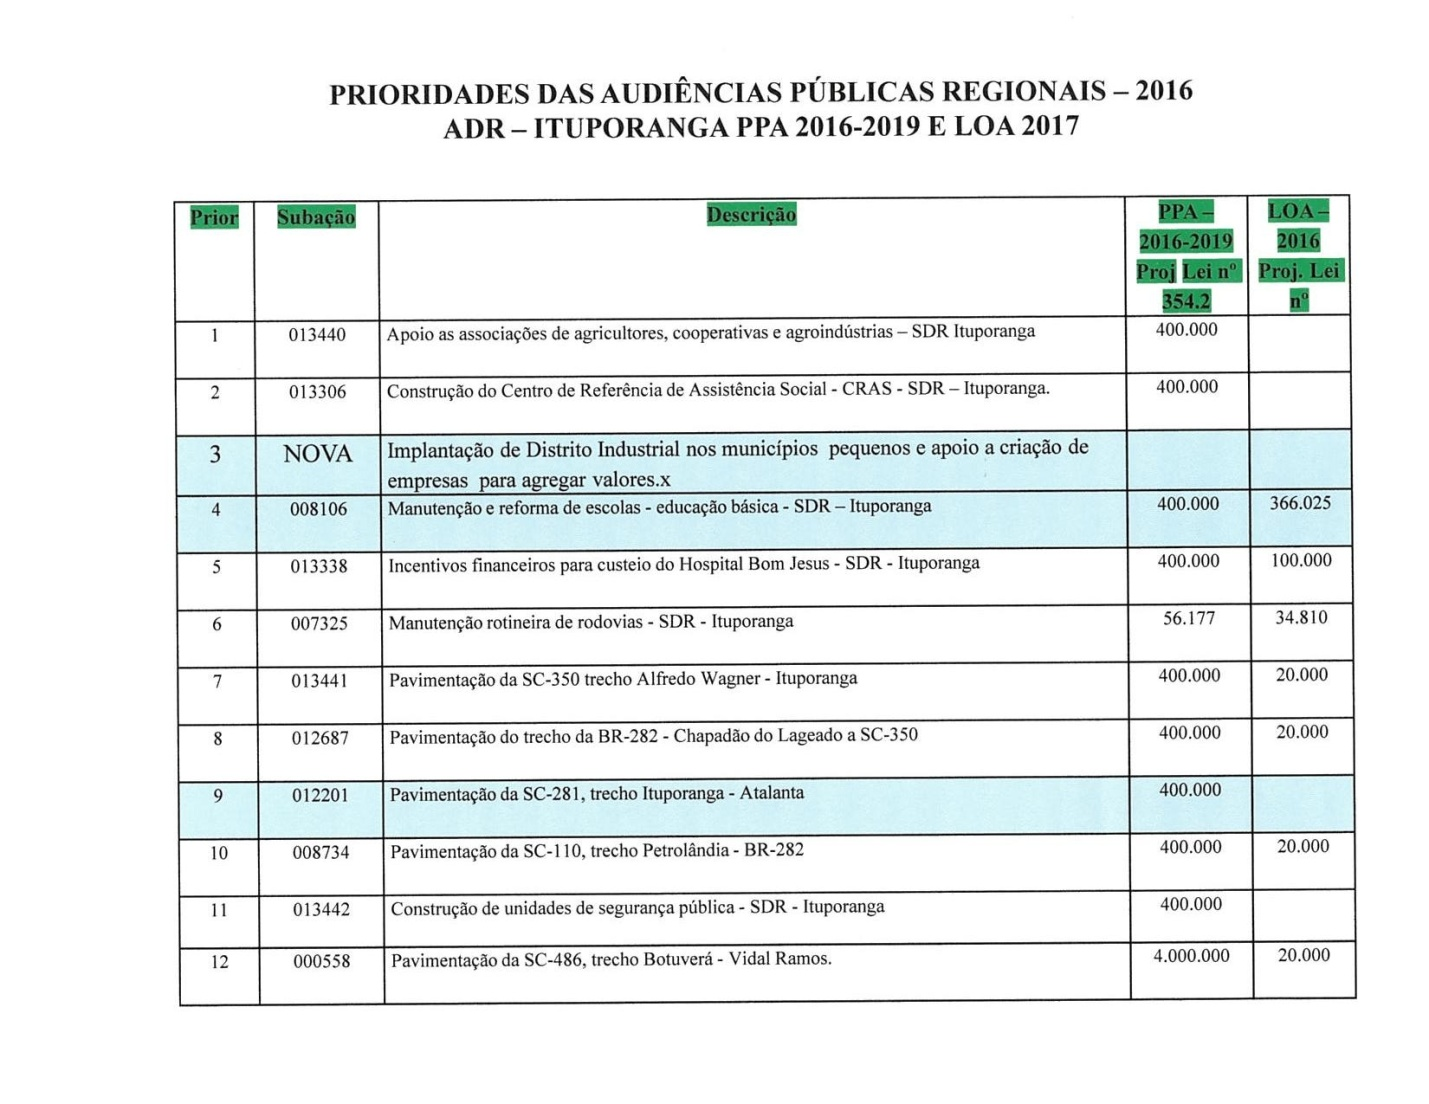 PRIORIDADES DAS AUDIÊNCIAS PÚBLICAS REGIONAIS – 2016
ADR – ITUPORANGA PPA 2016-2019 E LOA 2017
Prior Subação Descrição PPA – LOA –
2016-2019 2016
Proj Lei nº Proj. Lei
354.2 nº
1 013440 Apoio as associações de agricultores, cooperativas e agroindústrias – SDR Ituporanga 400.000
2 013306 Construção do Centro de Referência de Assistência Social - CRAS - SDR – Ituporanga. 400.000
3 NOVA Implantação de Distrito Industrial nos municípios pequenos e apoio a criação de
empresas para agregar valores.x
4 008106 Manutenção e reforma de escolas - educação básica - SDR – Ituporanga 400.000 366.025
5 013338 Incentivos financeiros para custeio do Hospital Bom Jesus - SDR - Ituporanga 400.000 100.000
6 007325 Manutenção rotineira de rodovias - SDR - Ituporanga 56.177 34.810
7 013441 Pavimentação da SC-350 trecho Alfredo Wagner - Ituporanga 400.000 20.000
8 012687 Pavimentação do trecho da BR-282 - Chapadão do Lageado a SC-350 400.000 20.000
9 012201 Pavimentação da SC-281, trecho Ituporanga - Atalanta 400.000
10 008734 Pavimentação da SC-110, trecho Petrolândia - BR-282 400.000 20.000
11 013442 Construção de unidades de segurança pública - SDR - Ituporanga 400.000
12 000558 Pavimentação da SC-486, trecho Botuverá - Vidal Ramos. 4.000.000 20.000